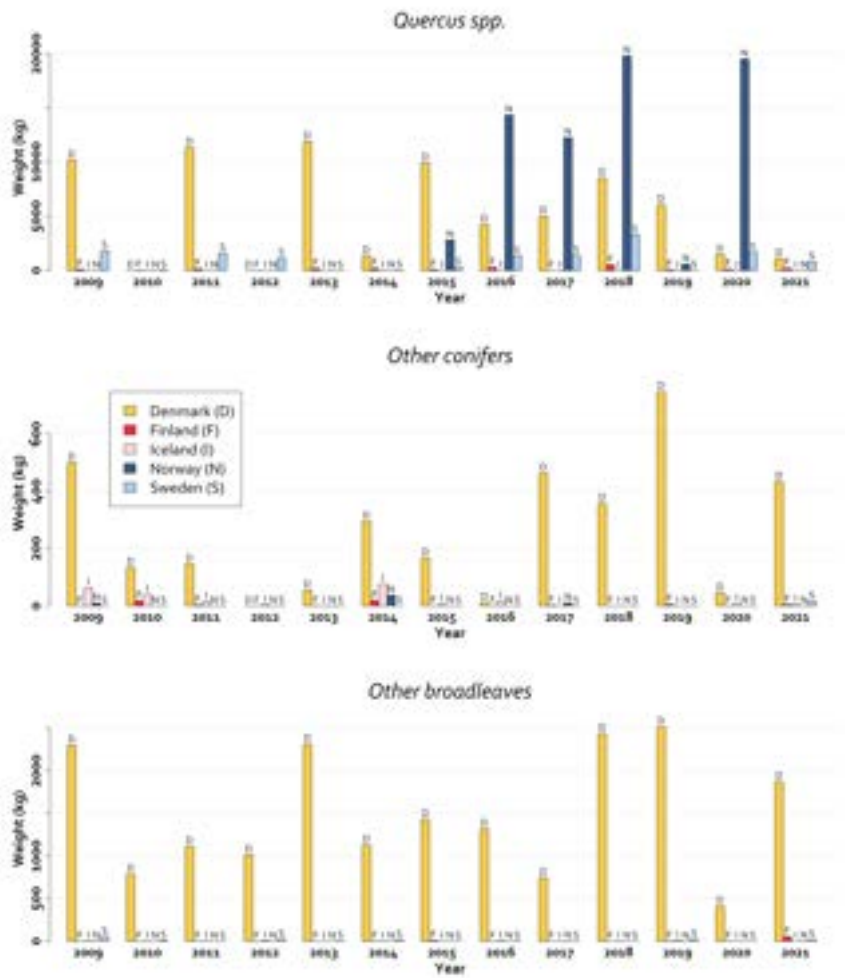 Quercus spp.
Weight (kg)
20000
10000
5000
0
D F I N S
2009 2010 2011 2012 2013 2014 2015 2016 2017 2018 2019 2020 2021
Year
Other conifers
Weight (kg)
600
400
200
0
Denmark (D)
Finland (F)
Iceland (I)
Norway (N)
Sweden (S)
2009 2010 2011 2012 2013 2014 2015 2016 2017 2018 2019 2020 2021
Year
Other broadleaves
Weight (kg)
2000
1000
500
0
2009 2010 2011 2012 2013 2014 2015 2016 2017 2018 2019 2020 2021
Year